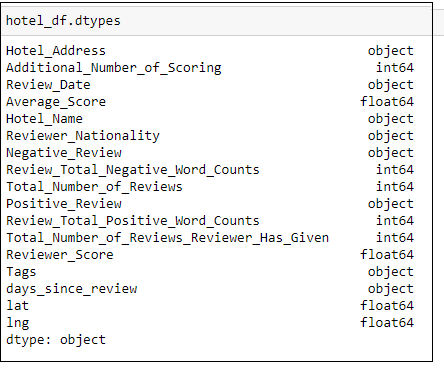 hotel_df.dtypes
Hotel_Address object
Additional_Number_of_Scoring int64
Review_Date object
Average_Score float64
Hotel_Name object
Reviewer_Nationality object
Negative_Review object
Review_Total_Negative_Word_Counts int64
Total_Number_of_Reviews int64
Positive_Review object
Review_Total_Positive_Word_Counts int64
Total_Number_of_Reviews_Reviewer_Has_Given int64
Reviewer_Score float64
Tags object
days_since_review object
lat float64
lng float64
dtype: object